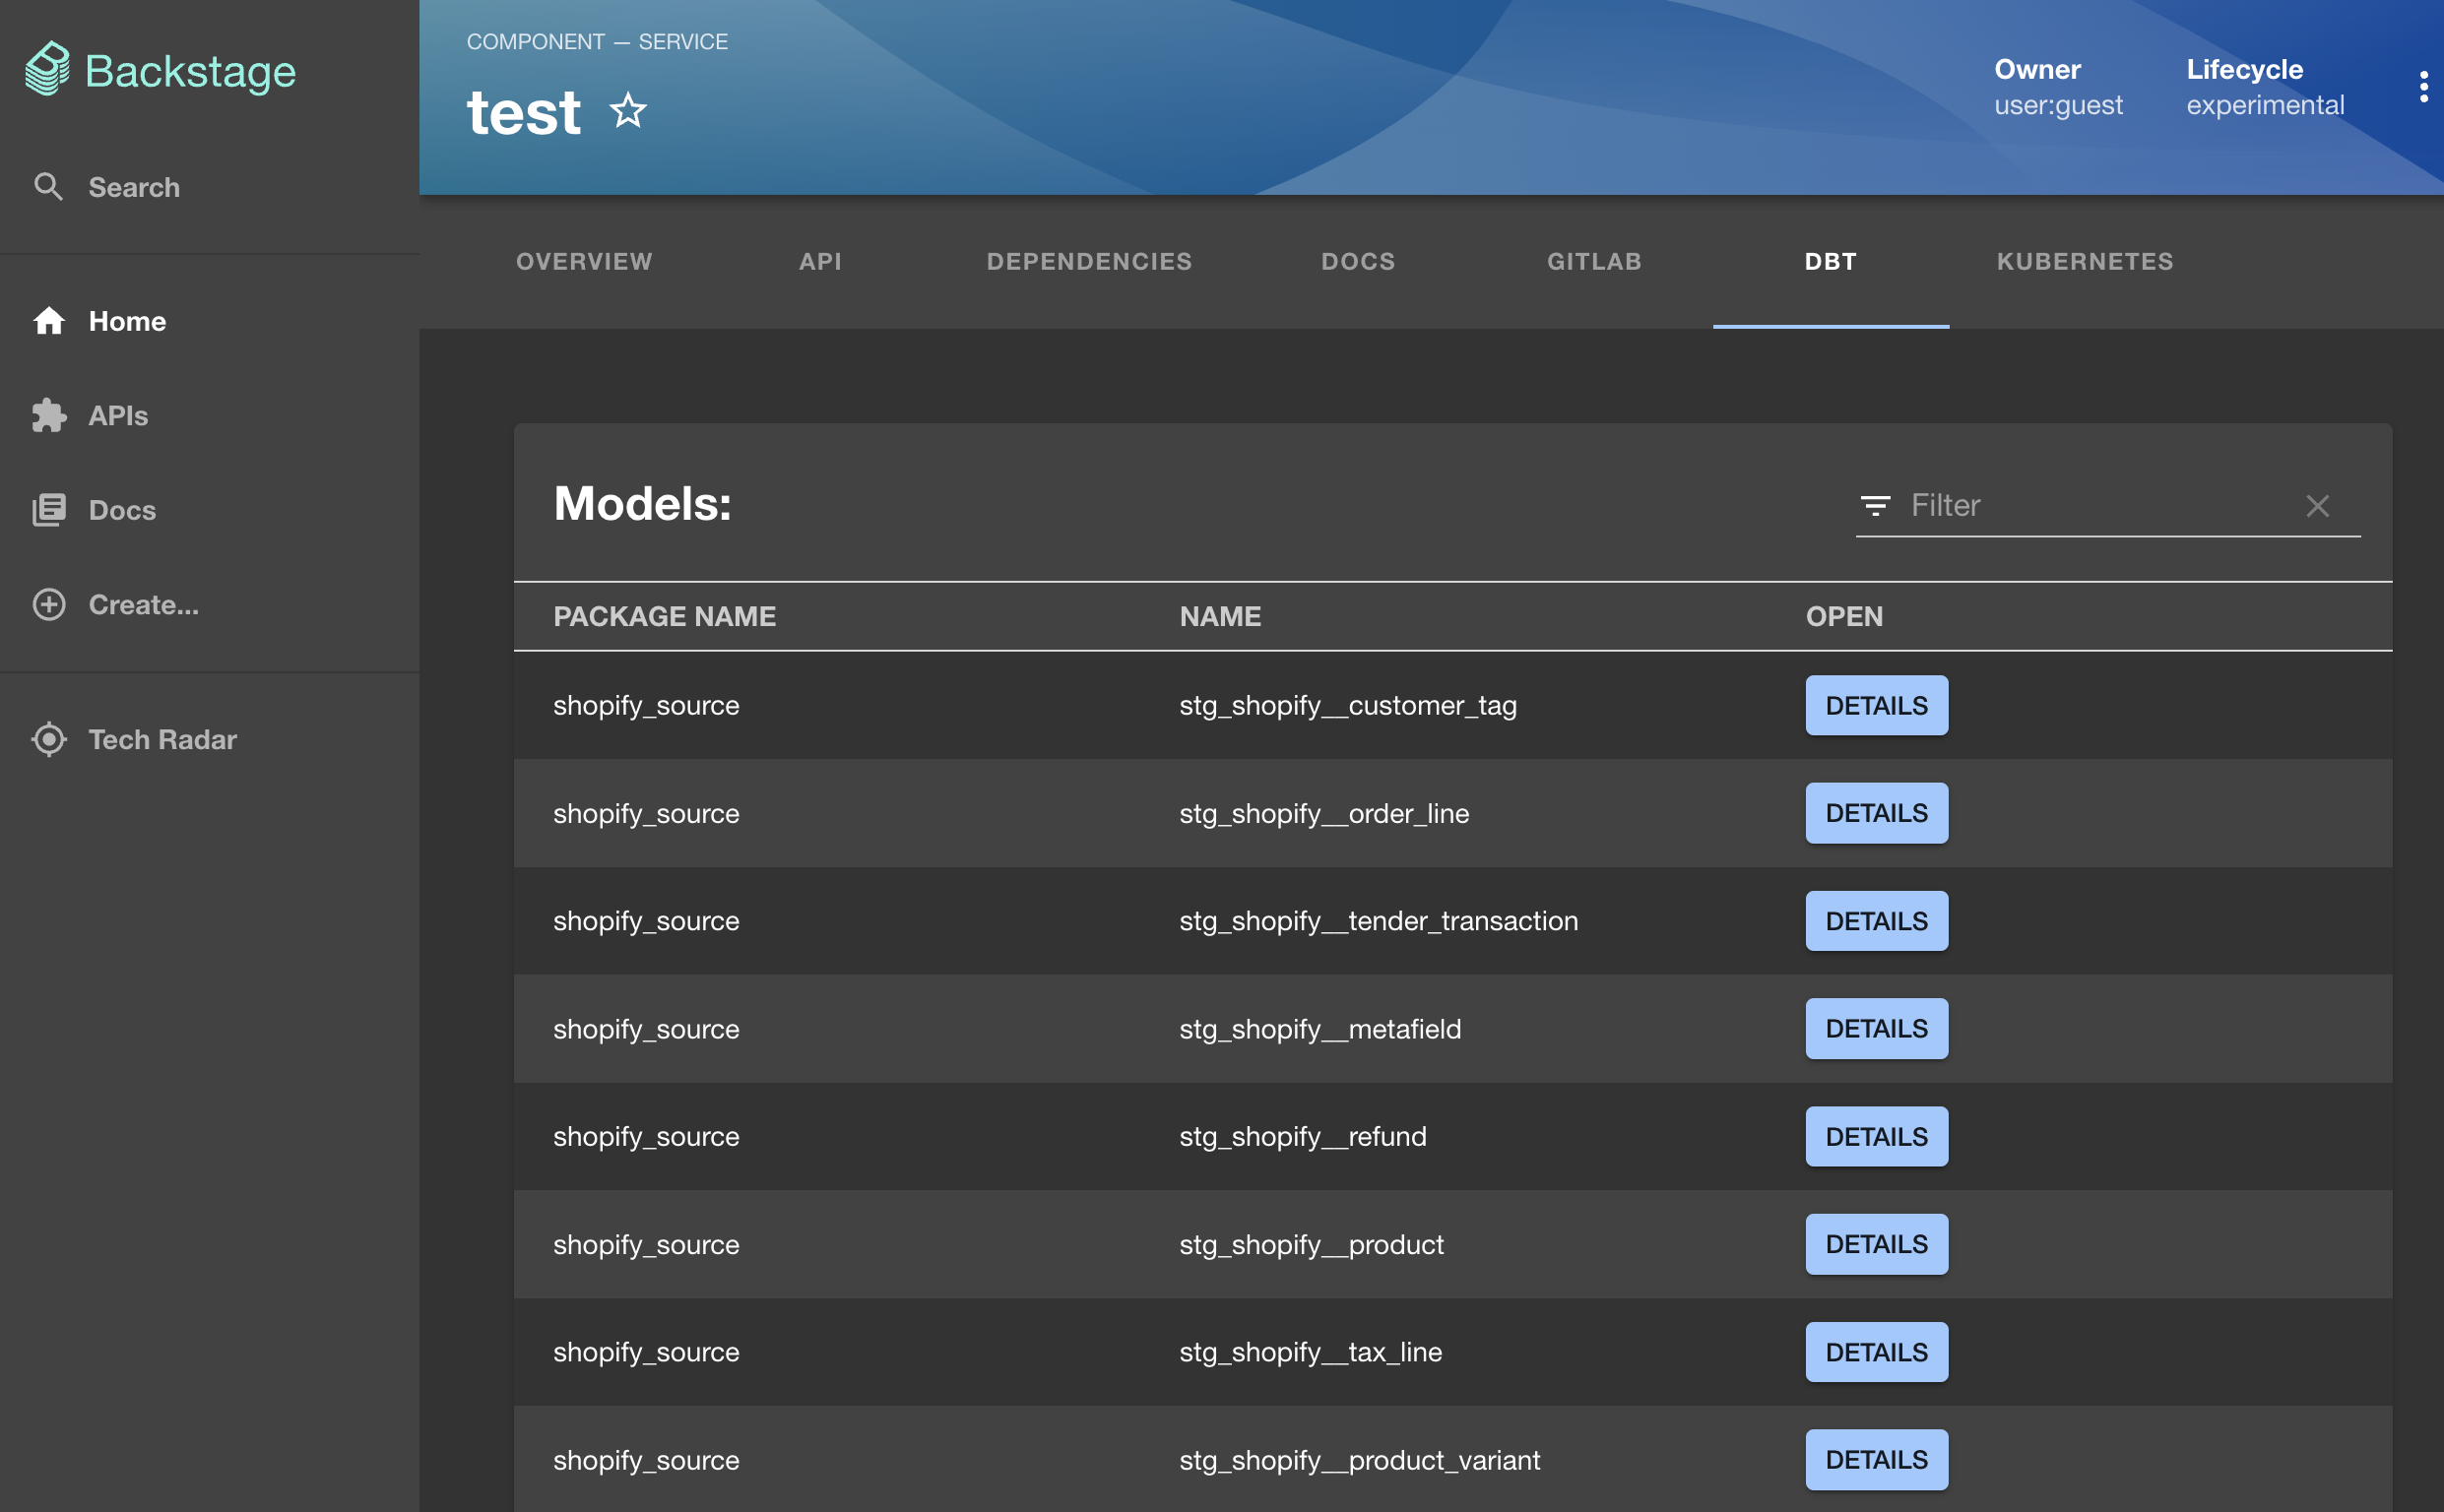 Backstage
Search
Home
APIs
Docs
Create...
Tech Radar
COMPONENT — SERVICE
test
Owner
user:guest
Lifecycle
experimental
OVERVIEW API DEPENDENCIES DOCS GITLAB DBT KUBERNETES
Models:
Filter
PACKAGE NAME NAME OPEN
shopify_source stg_shopify__customer_tag DETAILS
shopify_source stg_shopify__order_line DETAILS
shopify_source stg_shopify__tender_transaction DETAILS
shopify_source stg_shopify__metafield DETAILS
shopify_source stg_shopify__refund DETAILS
shopify_source stg_shopify__product DETAILS
shopify_source stg_shopify__tax_line DETAILS
shopify_source stg_shopify__product_variant DETAILS